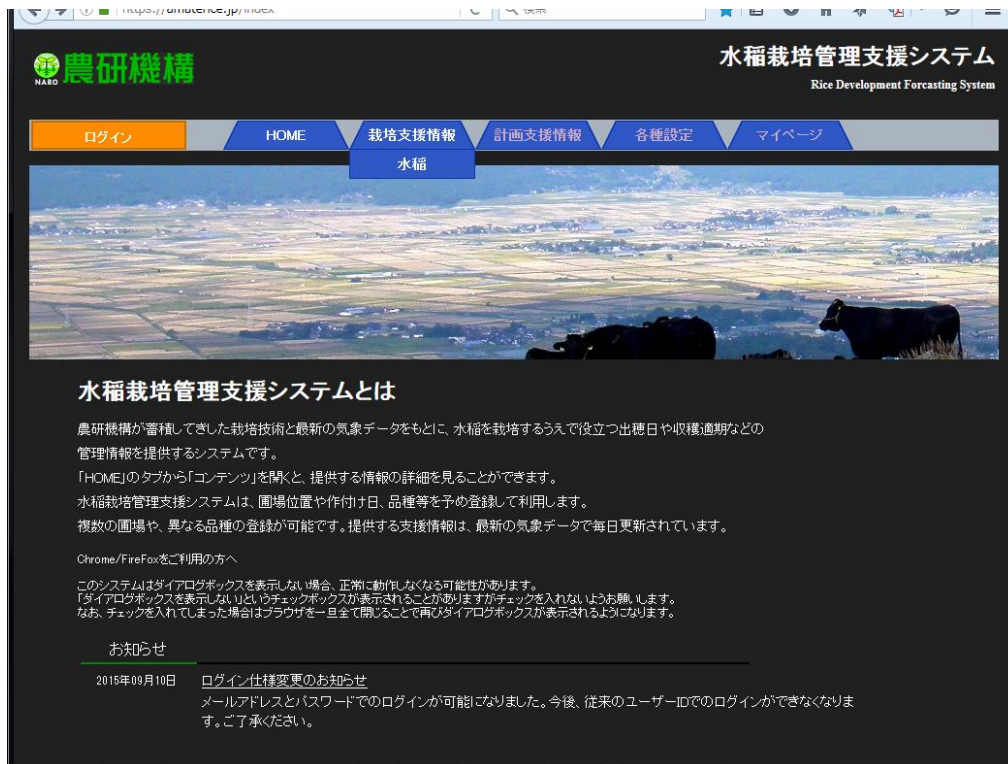 https://amaterice.jp/index
検索
NARO
農研機構
水稲栽培管理支援システム
Rice Development Forcasting System
ログイン
HOME
栽培支援情報
計画支援情報
各種設定
マイページ
水稲
水稲栽培管理支援システムとは
農研機構が蓄積してきした栽培技術と最新の気象データをもとに、水稲を栽培するうえで役立つ出穂日や収穫適期などの
管理情報を提供するシステムです。
「HOME」のタブから「コンテンツ」を開くと、提供する情報の詳細を見ることができます。
水稲栽培管理支援システムは、圃場位置や作付け日、品種等を予め登録して利用します。
複数の圃場や、異なる品種の登録が可能です。提供する支援情報は、最新の気象データで毎日更新されています。
Chrome/FireFoxをご利用の方へ
このシステムはダイアログボックスを表示しない場合、正常に動作しなくなる可能性があります。
「ダイアログボックスを表示しない」というチェックボックスが表示されることがありますがチェックを入れないようお願いします。
なお、チェックを入れてしまった場合はブラウザを一旦全て閉じることで再びダイアログボックスが表示されるようになります。
お知らせ
2015年09月10日 ログイン仕様変更のお知らせ
メールアドレスとパスワードでのログインが可能になりました。今後、従来のユーザーIDでのログインができなくなりま
す。ご了承ください。